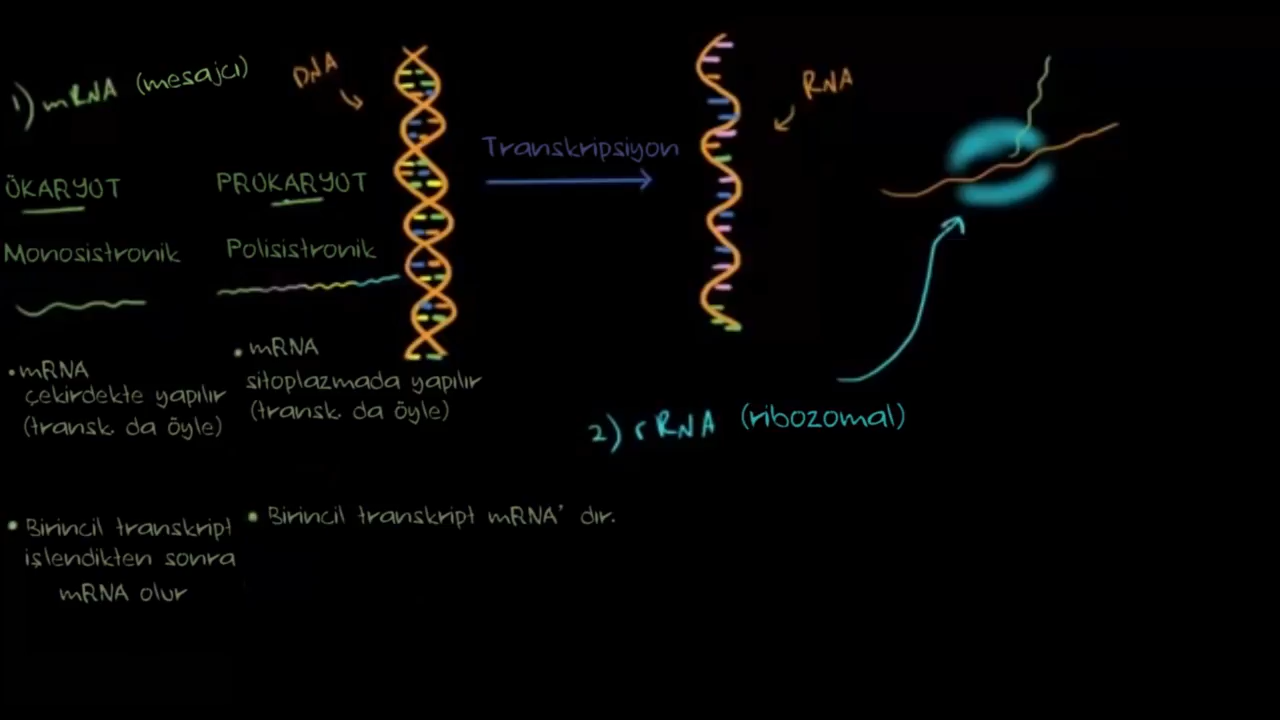 1) mRNA (mesajcı)
DNA
Transkripsiyon
RNA
ÖKARYOT
PROKARYOT
Monosistronik
Polisistronik
• mRNA
çekirdekte yapılır
(transk. da öyle)
• mRNA
sitoplazmada yapılır
(transk. da öyle)
2) rRNA (ribozomal)
• Birincil transkript
işlendikten sonra
mRNA olur
• Birincil transkript mRNA' dır.